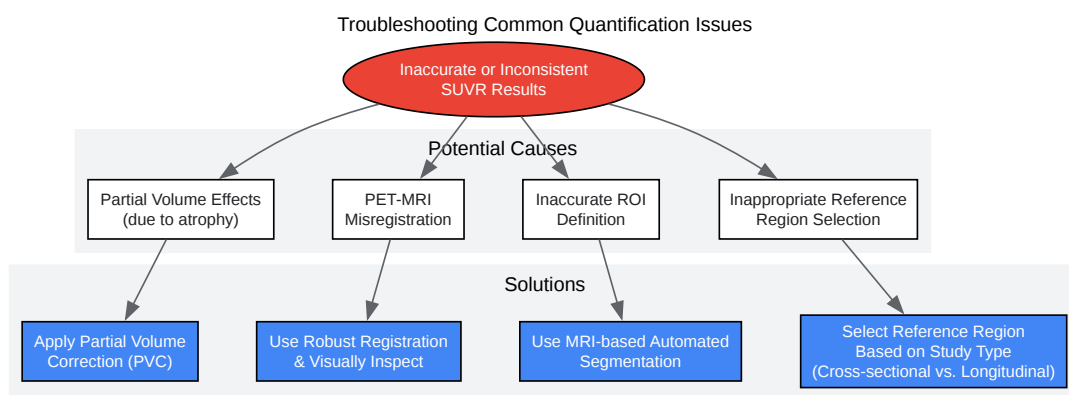 Troubleshooting Common Quantification Issues
Inaccurate or Inconsistent
SUVR Results
Potential Causes
Partial Volume Effects
(due to atrophy)
PET-MRI
Misregistration
Inaccurate ROI
Definition
Inappropriate Reference
Region Selection
Solutions
Apply Partial Volume
Correction (PVC)
Use Robust Registration
& Visually Inspect
Use MRI-based Automated
Segmentation
Select Reference Region
Based on Study Type
(Cross-sectional vs. Longitudinal)